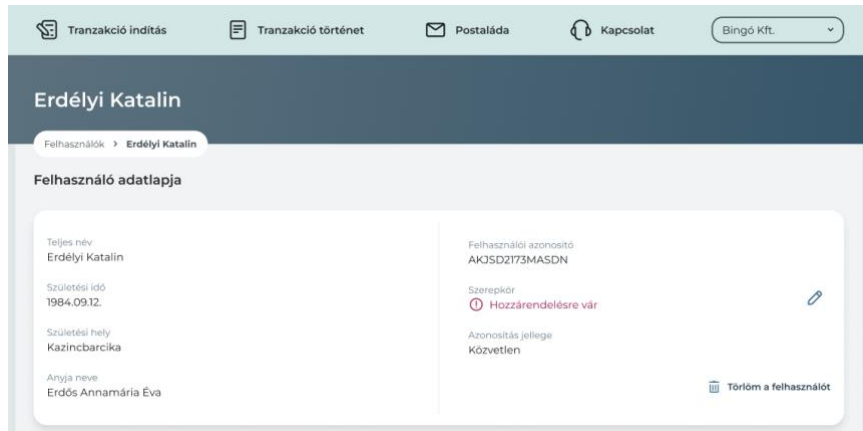 Tranzakció indítás
Tranzakció történet
Postaláda
Kapcsolat
Bingó Kft.
Erdélyi Katalin
Felhasználók > Erdélyi Katalin
Felhasználó adatlapja
Teljes név
Erdélyi Katalin
Születési idő
1984.09.12.
Születési hely
Kazincbarcika
Anyja neve
Erdős Annamária Éva
Felhasználói azonosító
AKJSD2173MASDN
Szerepkör
Hozzárendelésre vár
Azonosítás jellege
Közvetlen
Törlöm a felhasználót